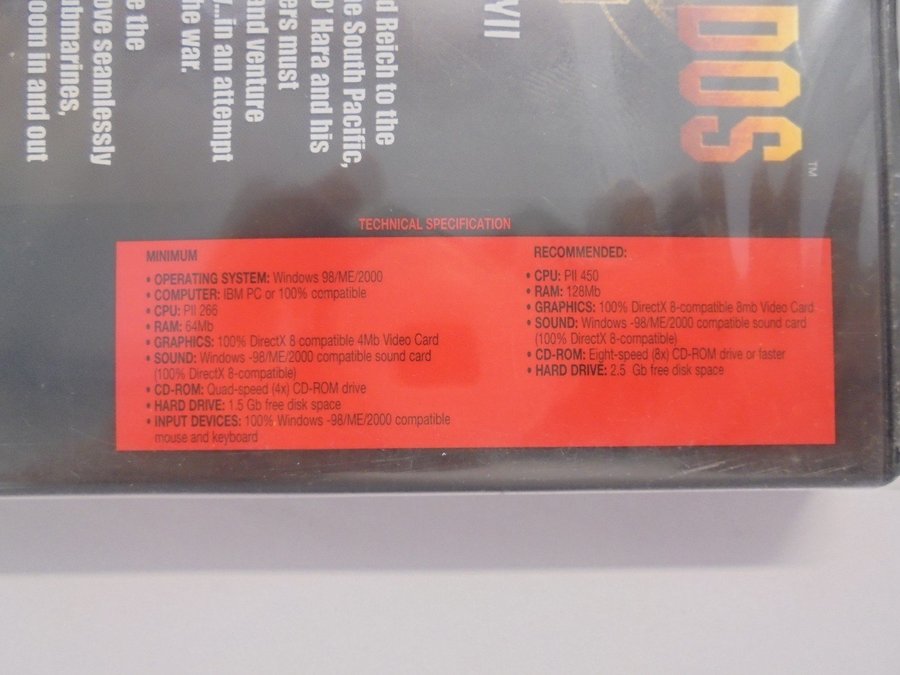 DOS
TM
VII
d Reich to the
he South Pacific,
O' Hara and his
ers must
and venture
y...in an attempt
he war.
e the
ove seamlessly
ubmarines,
oom in and out
TECHNICAL SPECIFICATION
MINIMUM
• OPERATING SYSTEM: Windows 98/ME/2000
• COMPUTER: IBM PC or 100% compatible
• CPU: PII 266
• RAM: 64Mb
• GRAPHICS: 100% DirectX 8 compatible 4Mb Video Card
• SOUND: Windows -98/ME/2000 compatible sound card
(100% DirectX 8-compatible)
• CD-ROM: Quad-speed (4x) CD-ROM drive
• HARD DRIVE: 1.5 Gb free disk space
• INPUT DEVICES: 100% Windows -98/ME/2000 compatible
mouse and keyboard
RECOMMENDED:
• CPU: PII 450
• RAM: 128Mb
• GRAPHICS: 100% DirectX 8-compatible 8mb Video Card
• SOUND: Windows -98/ME/2000 compatible sound card
(100% DirectX 8-compatible)
• CD-ROM: Eight-speed (8x) CD-ROM drive or faster
• HARD DRIVE: 2.5 Gb free disk space